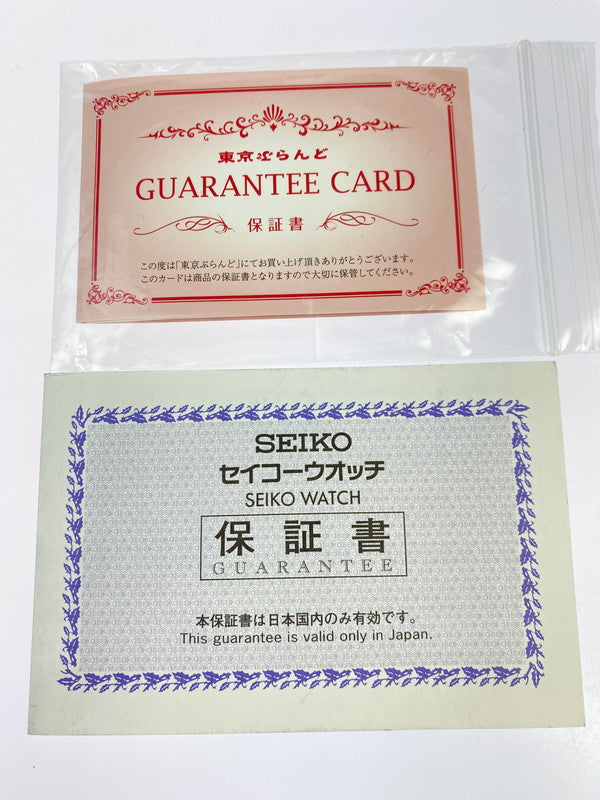 東京ぶらんど
GUARANTEE CARD
保証書
この度は「東京ぶらんど」にてお買い上げ頂きありがとうございます。
このカードは商品の保証書となりますので大切に保管してください。
SEIKO
セイコーウオッチ
SEIKO WATCH
保証書
GUARANTEE
本保証書は日本国内のみ有効です。
This guarantee is valid only in Japan.